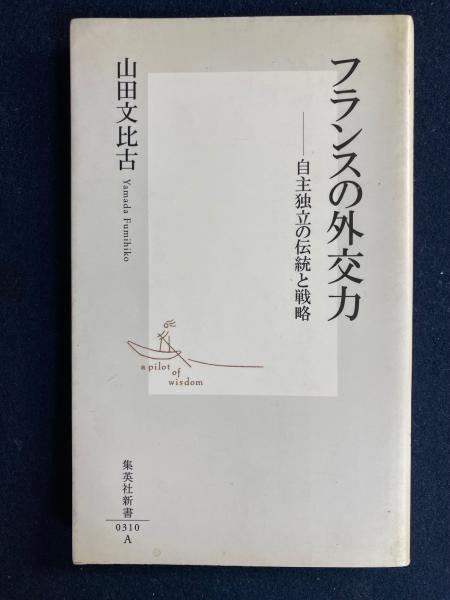 フランスの外交力
――自主独立の伝統と戦略
山田文比古
Yamada Fumihiko
a pilot
of
wisdom
集英社新書
0310
A